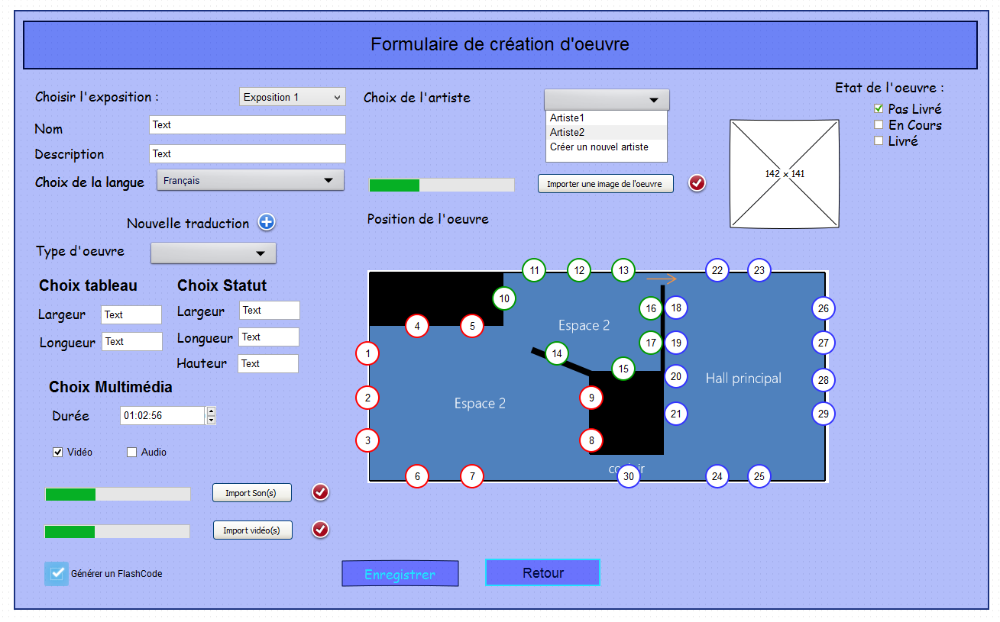 Formulaire de création d'oeuvre
Choisir l'exposition :
Exposition 1
Nom
Text
Description
Text
Choix de la langue
Français
Nouvelle traduction
Type d'oeuvre
Choix tableau
Largeur
Text
Longueur
Text
Choix Statut
Largeur
Text
Longueur
Text
Hauteur
Text
Choix Multimédia
Durée
01:02:56
Vidéo
Audio
Import Son(s)
Import vidéo(s)
Générer un FlashCode
Choix de l'artiste
Artiste1
Artiste2
Créer un nouvel artiste
Importer une image de l'oeuvre
142 x 141
Etat de l'oeuvre :
Pas Livré
En Cours
Livré
Position de l'oeuvre
11
12
13
22
23
10
16
18
26
4
5
Espace 2
1
14
17
19
27
15
20
Hall principal
28
2
Espace 2
9
21
29
3
8
6
7
30
24
25
Enregistrer
Retour